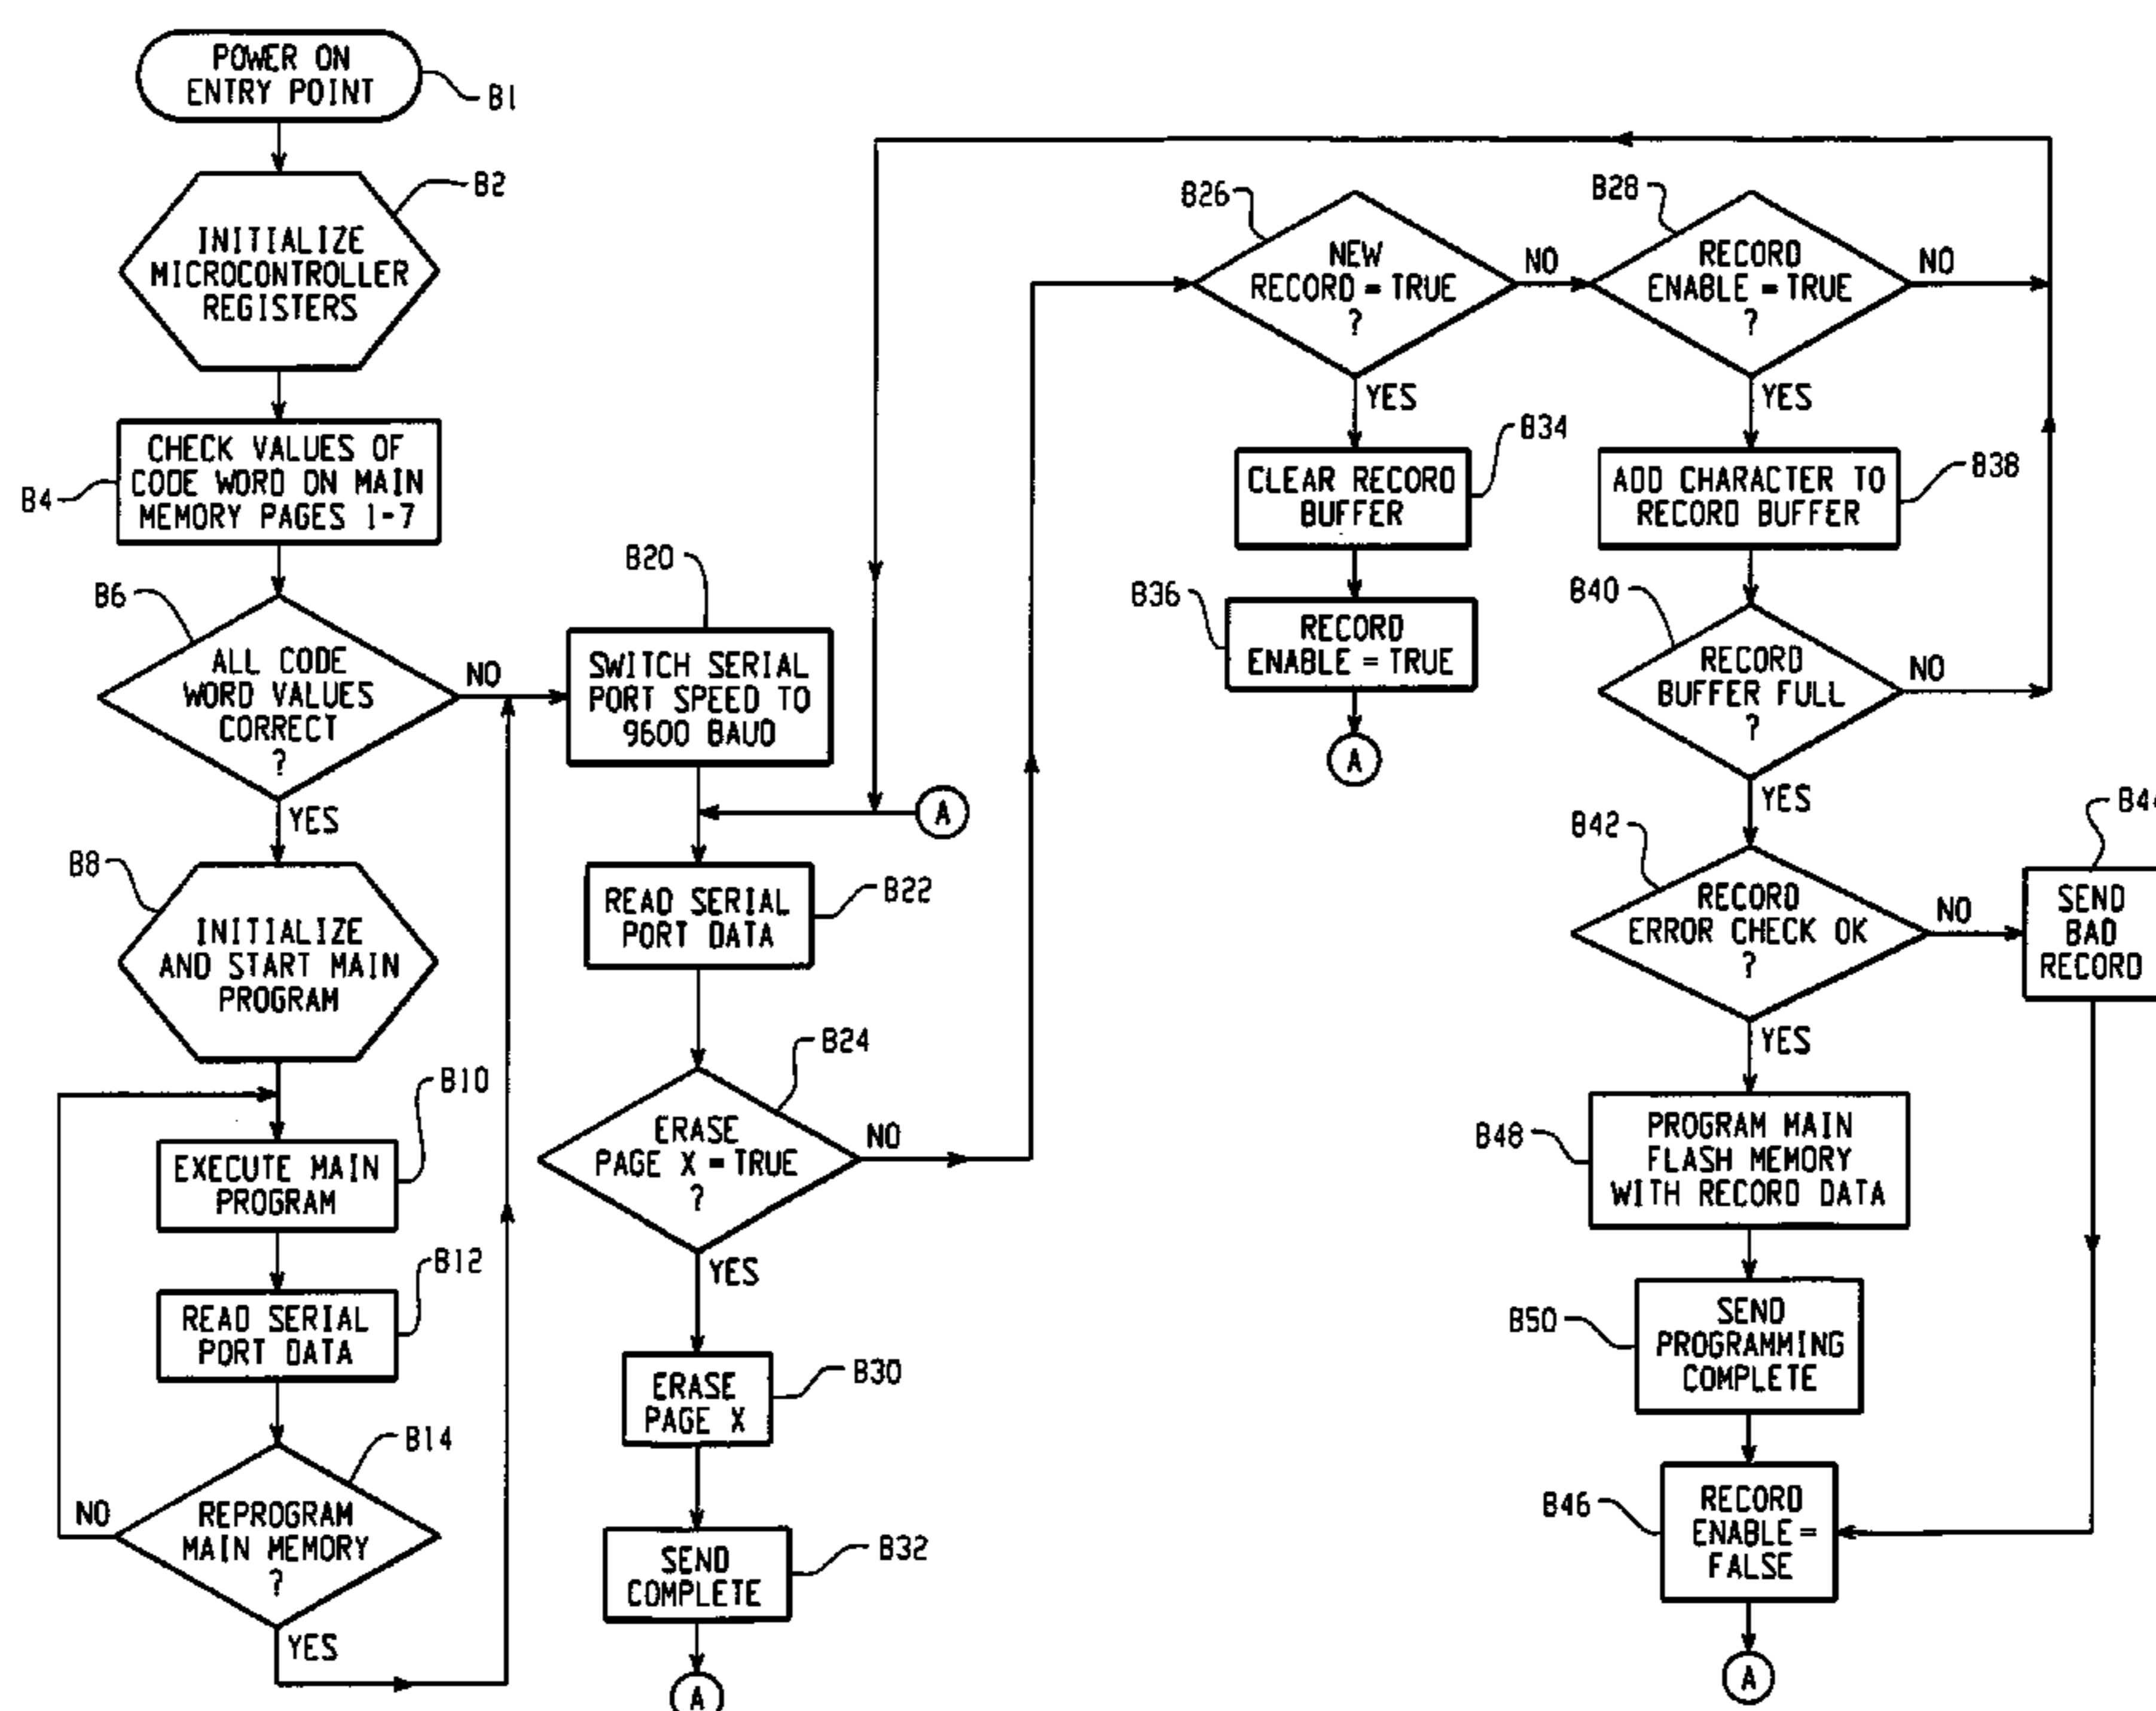 POWER ON
ENTRY POINT
B1
B2
INITIALIZE
MICROCONTROLLER
REGISTERS
CHECK VALUES OF
CODE WORD ON MAIN
MEMORY PAGES 1-7
B4
B6
ALL CODE
WORD VALUES
CORRECT
?
NO
YES
B8
INITIALIZE
AND START MAIN
PROGRAM
B10
EXECUTE MAIN
PROGRAM
B12
READ SERIAL
PORT DATA
B14
NO
REPROGRAM
MAIN MEMORY
?
YES
B20
SWITCH SERIAL
PORT SPEED TO
9600 BAUD
A
READ SERIAL
PORT DATA
B22
B24
ERASE
PAGE X = TRUE
?
NO
YES
B30
ERASE
PAGE X
B32
SEND
COMPLETE
A
B26
NEW
RECORD = TRUE
?
NO
YES
B34
CLEAR RECORD
BUFFER
B36
RECORD
ENABLE = TRUE
A
B28
RECORD
ENABLE = TRUE
?
NO
YES
ADD CHARACTER TO
RECORD BUFFER
B38
B40
RECORD
BUFFER FULL
?
NO
YES
B42
RECORD
ERROR CHECK OK
?
NO
B44
SEND
BAD
RECORD
YES
B48
PROGRAM MAIN
FLASH MEMORY
WITH RECORD DATA
B50
SEND
PROGRAMMING
COMPLETE
B46
RECORD
ENABLE =
FALSE
A